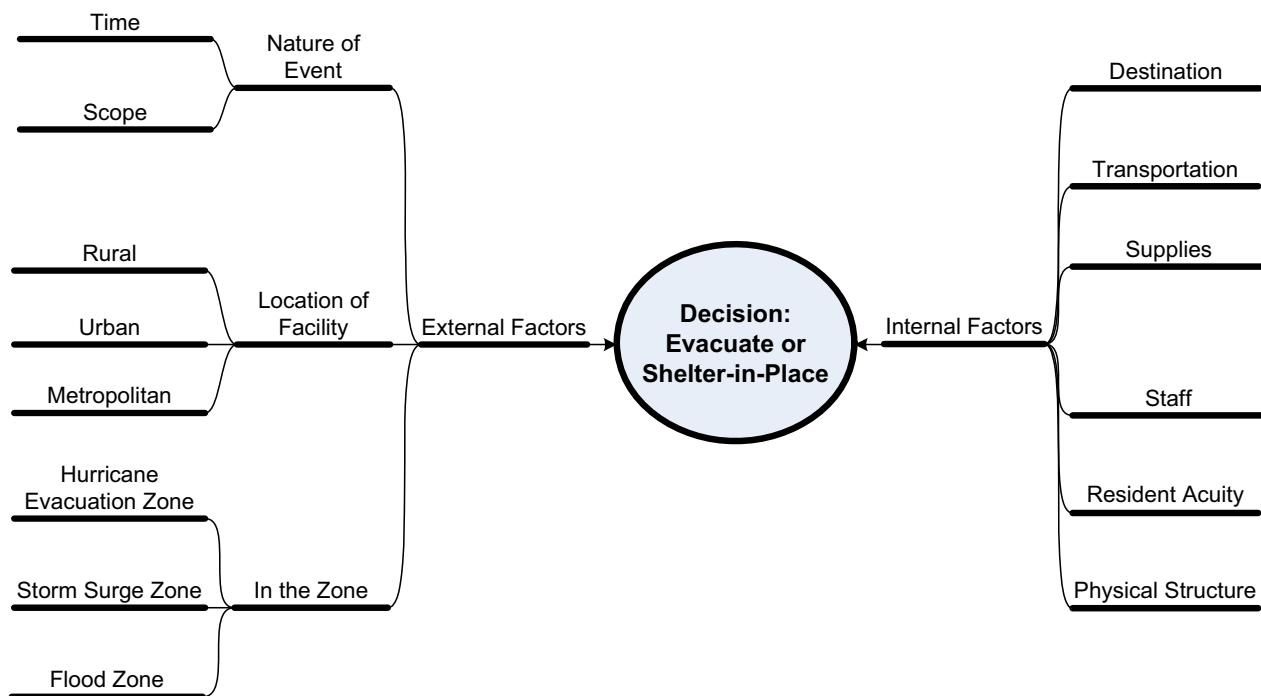 Time
Nature of
Event
Scope
Rural
Location of
Facility
Urban
Metropolitan
Hurricane
Evacuation Zone
Storm Surge Zone
In the Zone
Flood Zone
External Factors
Decision:
Evacuate or
Shelter-in-Place
Internal Factors
Destination
Transportation
Supplies
Staff
Resident Acuity
Physical Structure